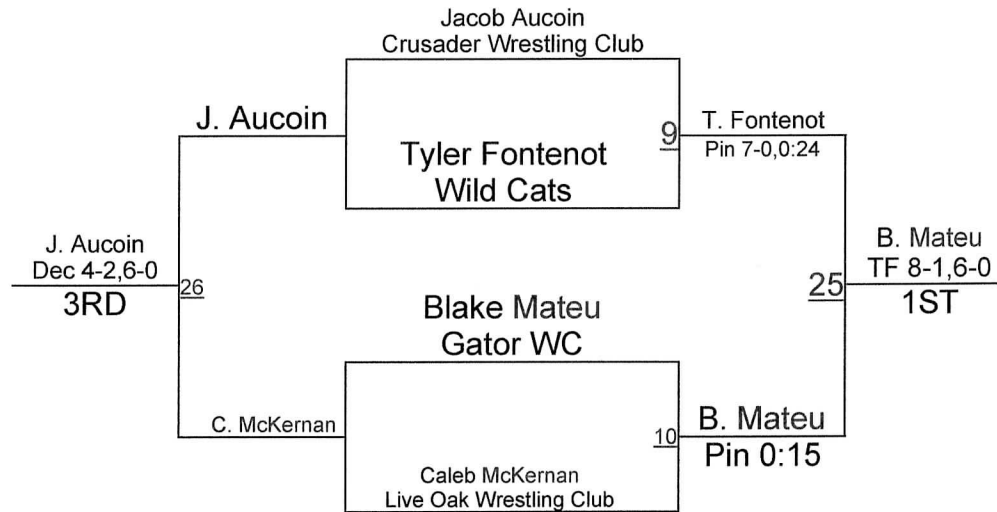 Jacob Aucoin
Crusader Wrestling Club
J. Aucoin
9
T. Fontenot
Pin 7-0,0:24
Tyler Fontenot
Wild Cats
J. Aucoin
Dec 4-2,6-0
3RD
26
B. Mateu
TF 8-1,6-0
1ST
25
Blake Mateu
Gator WC
C. McKernan
10
B. Mateu
Pin 0:15
Caleb McKernan
Live Oak Wrestling Club